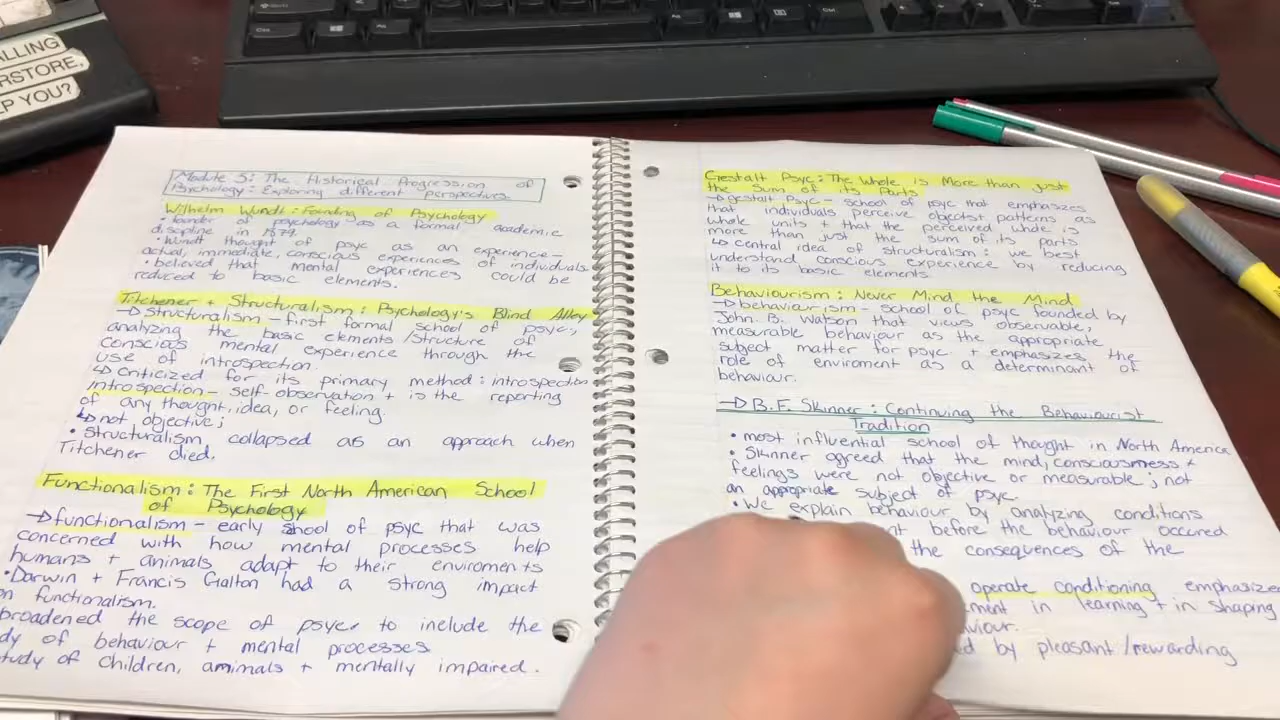 ALLING
RSTORE,
P YOU?
Module 3: The Historical Progression of
Psychology: Exploring different perspectives
Wilhelm Wundt: Founding of Psychology
• founder of psychology as a formal academic
discipline in 1879.
• Wundt thought of psyc as an experience-
actual, immediate, conscious experiences of individuals
• believed that mental experiences could be
reduced to basic elements.
Titchener + Structuralism: Psychology's Blind Alley
→ structuralism - first formal school of psyc,
analyzing the basic elements /structure of
conscious mental experience through the
use of introspection.
↳ criticized for its primary method: introspection
introspection - self-observation + is the reporting
of any thought, idea, or feeling.
↳ not objective;
• structuralism collapsed as an approach when
Titchener died.
Functionalism: The First North American School
of Psychology
→ functionalism - early shool of psyc that was
concerned with how mental processes help
humans + animals adapt to their enviroments
• Darwin + Francis Galton had a strong impact
on functionalism.
broadened the scope of psyc to include the
dy of behaviour + mental processes
tudy of children, animals + mentally impaired.
Gestalt Psyc: The Whole is More than just
the Sum of its Parts
→ gestalt psyc - school of psyc that emphasizes
that individuals perceive objects + patterns as
whole units + that the perceived whole is
more than just the sum of its parts
↳ central idea of structuralism: we best
understand conscious experience by reducing
it to its basic elements.
Behaviourism: Never Mind the Mind
→ behaviourism - school of psyc founded by
John. B. Watson that views observable,
measurable behaviour as the appropriate
subject matter for psyc + emphasizes the
role of enviroment as a determinant of
behaviour.
→ B.F. Skinner: Continuing the Behaviourist
Tradition
• most influential school of thought in North America
• Skinner agreed that the mind, consciousness +
feelings were not objective or measurable; not
an appropriate subject of psyc.
• We explain behaviour by analyzing conditions
nt before the behaviour occured
the consequences of the
operate conditioning emphasizes
ment in learning + in shaping
viour.
ed by pleasant /rewarding